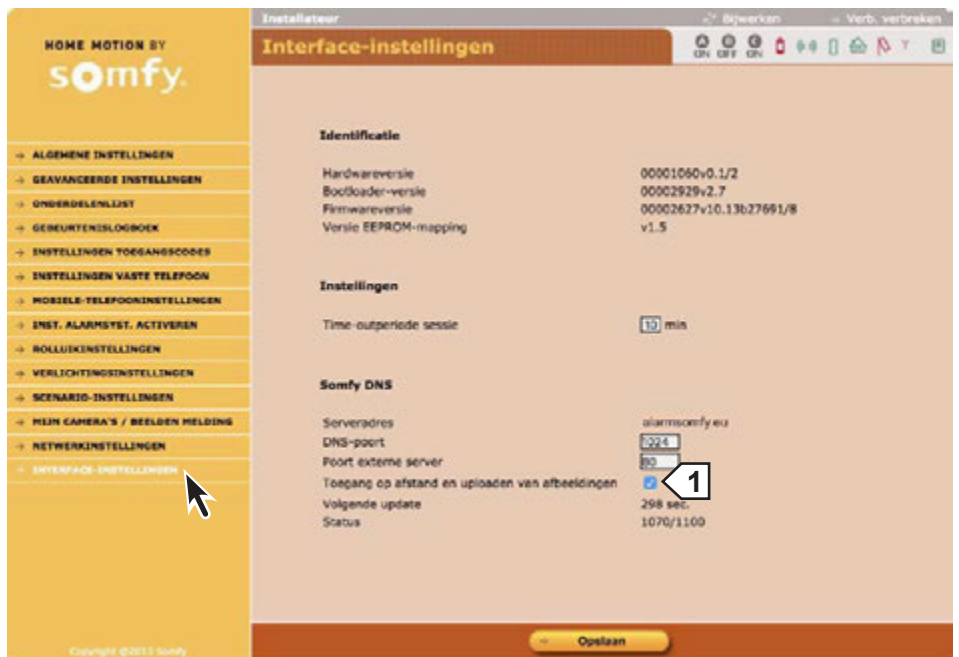 Installateur
Bijwerken
Verb. verbreken
HOME MOTION BY
somfy.
Interface-instellingen
A B C
ON OFF ON
ALGEMENE INSTELLINGEN
GEAVANCEERDE INSTELLINGEN
ONDERDELENLIJST
GEBEURTENISLOGBOEK
INSTELLINGEN TOEGANGSCODES
INSTELLINGEN VASTE TELEFOON
MOBIELE-TELEFOONINSTELLINGEN
INST. ALARMSYST. ACTIVEREN
ROLLUIKINSTELLINGEN
VERLICHTINGSINSTELLINGEN
SCENARIO-INSTELLINGEN
MIJN CAMERA'S / BEELDEN MELDING
NETWERKINSTELLINGEN
INTERFACE-INSTELLINGEN
Identificatie
Hardwareversie 00001060v0.1/2
Bootloader-versie 00002929v2.7
Firmwareversie 00002627v10.13b27691/8
Versie EEPROM-mapping v1.5
Instellingen
Time-outperiode sessie 10 min
Somfy DNS
Serveradres alarmsomfy.eu
DNS-poort 1024
Poort externe server 80
Toegang op afstand en uploaden van afbeeldingen 1
Volgende update 298 sec.
Status 1070/1100
Opslaan
Copyright ©2013 Somfy